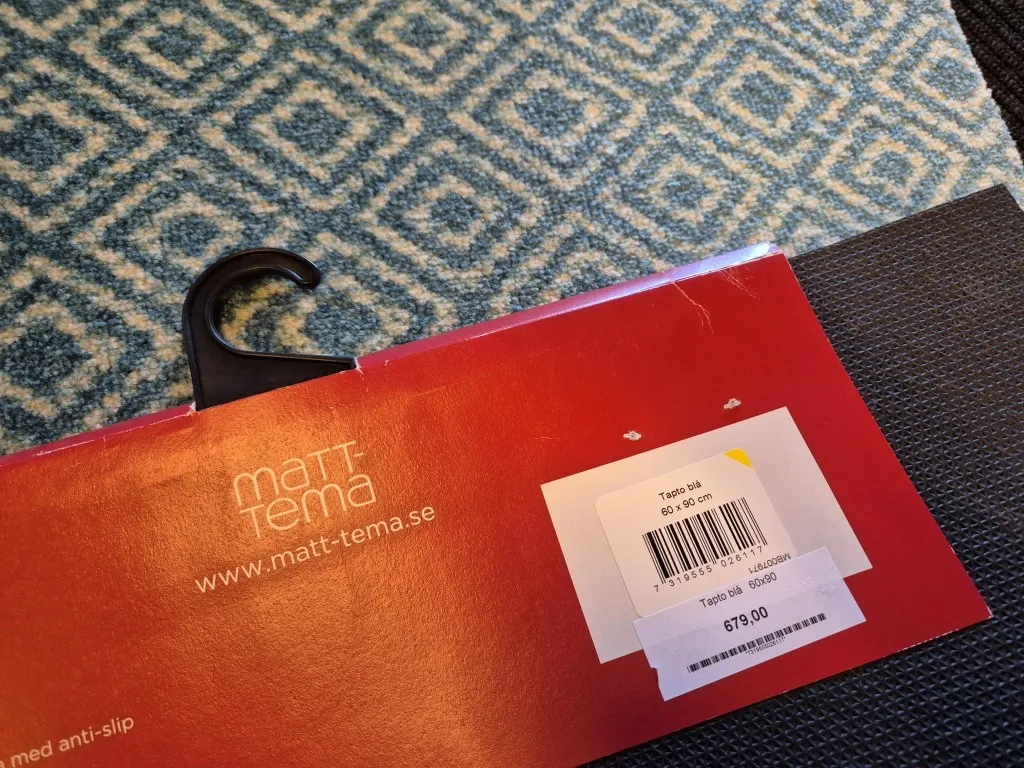 maTT-
Tema
www.matt-tema.se
med anti-slip
Tapto blå
60 x 90 cm
7 319555 026117
MB007971
Tapto blå 60x90
679,00
*7319555026117*